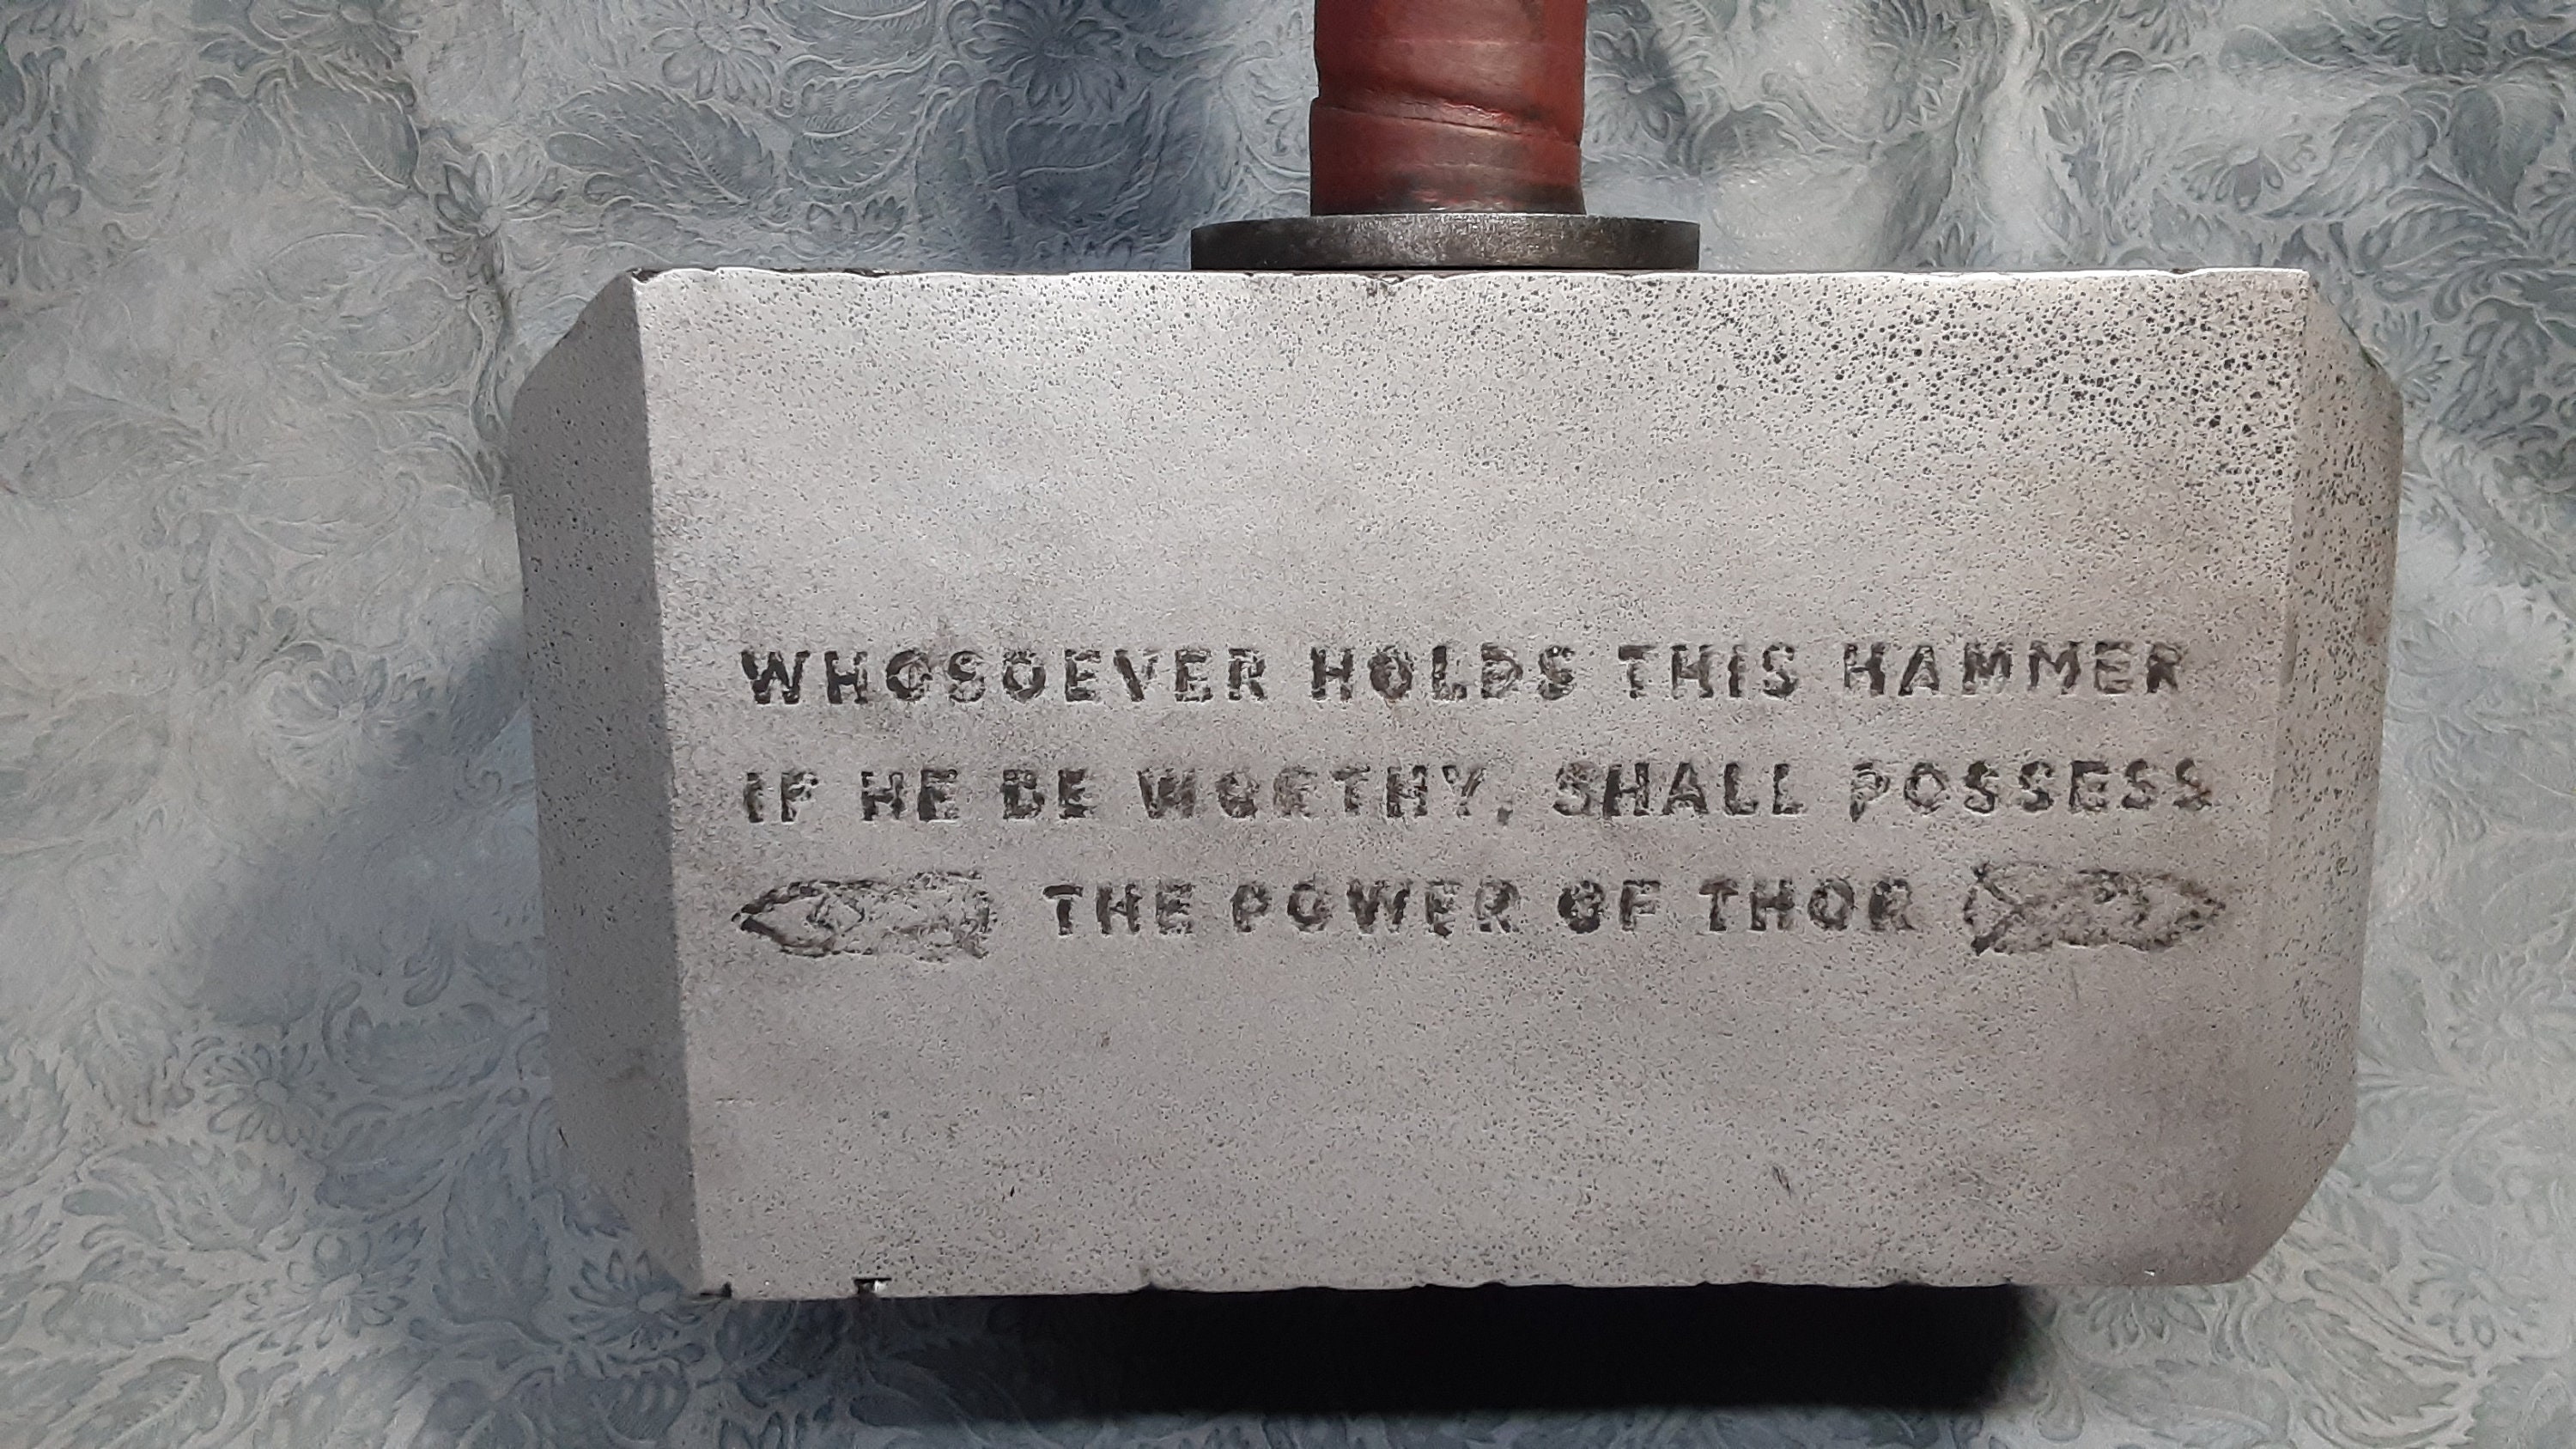 WHOSOEVER HOLDS THIS HAMMER
IF HE BE WORTHY, SHALL POSSESS
THE POWER OF THOR